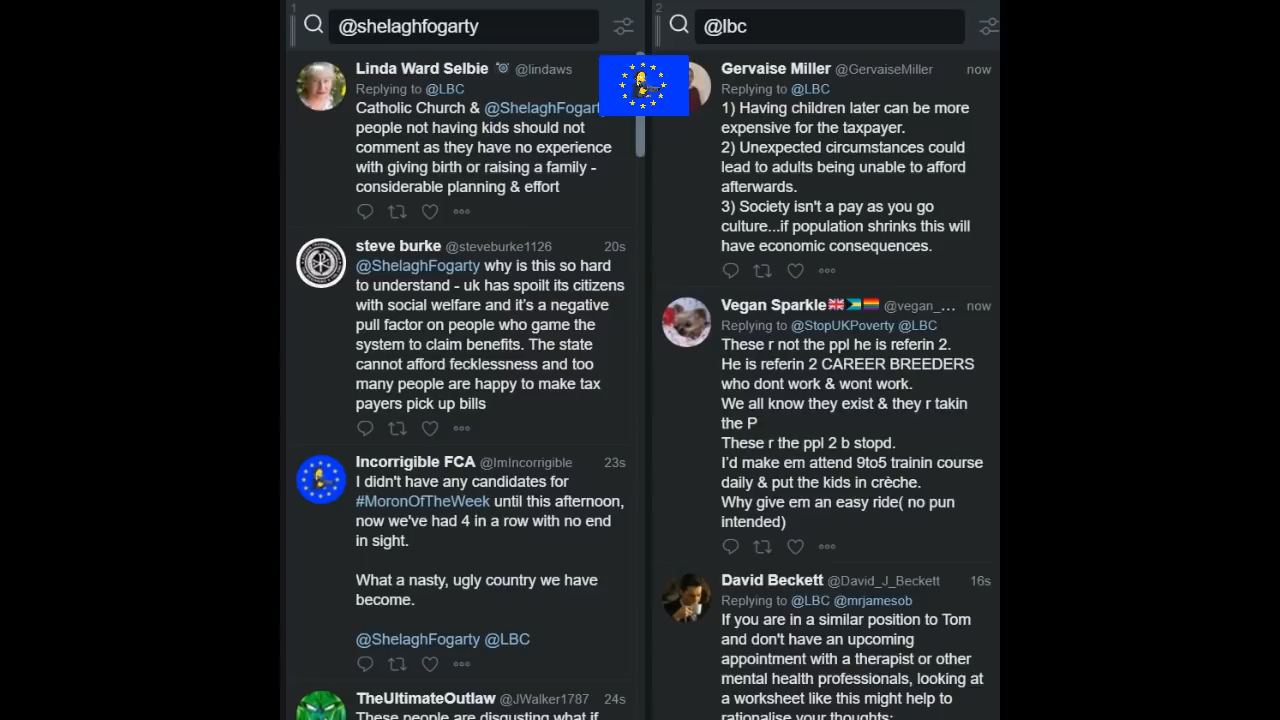 1
@shelaghfogarty
Linda Ward Selbie @lindaws
Replying to @LBC
Catholic Church & @ShelaghFogarty
people not having kids should not
comment as they have no experience
with giving birth or raising a family -
considerable planning & effort
steve burke @steveburke1126 20s
@ShelaghFogarty why is this so hard
to understand - uk has spoilt its citizens
with social welfare and it's a negative
pull factor on people who game the
system to claim benefits. The state
cannot afford fecklessness and too
many people are happy to make tax
payers pick up bills
Incorrigible FCA @ImIncorrigible 23s
I didn't have any candidates for
#MoronOfTheWeek until this afternoon,
now we've had 4 in a row with no end
in sight.
What a nasty, ugly country we have
become.
@ShelaghFogarty @LBC
TheUltimateOutlaw @JWalker1787 24s
These people are disgusting what if
2
@lbc
Gervaise Miller @GervaiseMiller now
Replying to @LBC
1) Having children later can be more
expensive for the taxpayer.
2) Unexpected circumstances could
lead to adults being unable to afford
afterwards.
3) Society isn't a pay as you go
culture...if population shrinks this will
have economic consequences.
Vegan Sparkle🇬🇧🇧🇸🏳️‍🌈 @vegan_... now
Replying to @StopUKPoverty @LBC
These r not the ppl he is referin 2.
He is referin 2 CAREER BREEDERS
who dont work & wont work.
We all know they exist & they r takin
the P
These r the ppl 2 b stopd.
I'd make em attend 9to5 trainin course
daily & put the kids in crèche.
Why give em an easy ride( no pun
intended)
David Beckett @David_J_Beckett 16s
Replying to @LBC @mrjamesob
If you are in a similar position to Tom
and don't have an upcoming
appointment with a therapist or other
mental health professionals, looking at
a worksheet like this might help to
rationalise your thoughts: